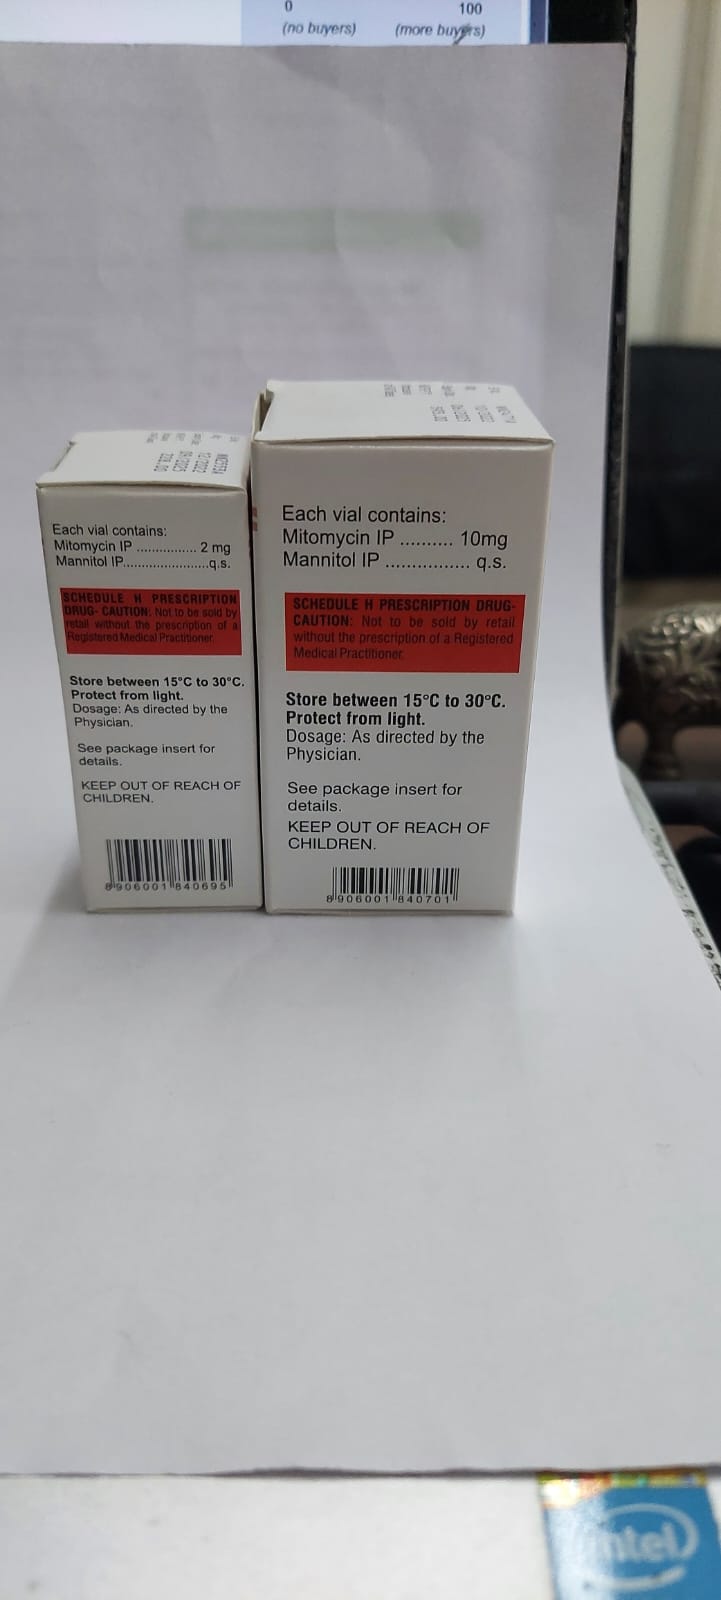 0 100
(no buyers) (more buyers)
Each vial contains:
Mitomycin IP ................ 2 mg
Mannitol IP......................q.s.
SCHEDULE H PRESCRIPTION
DRUG- CAUTION: Not to be sold by
retail without the prescription of a
Registered Medical Practitioner.
Store between 15°C to 30°C.
Protect from light.
Dosage: As directed by the
Physician.
See package insert for
details.
KEEP OUT OF REACH OF
CHILDREN.
8906001840695
Each vial contains:
Mitomycin IP .......... 10mg
Mannitol IP ................ q.s.
SCHEDULE H PRESCRIPTION DRUG-
CAUTION: Not to be sold by retail
without the prescription of a Registered
Medical Practitioner.
Store between 15°C to 30°C.
Protect from light.
Dosage: As directed by the
Physician.
See package insert for
details.
KEEP OUT OF REACH OF
CHILDREN.
8906001840701
intel